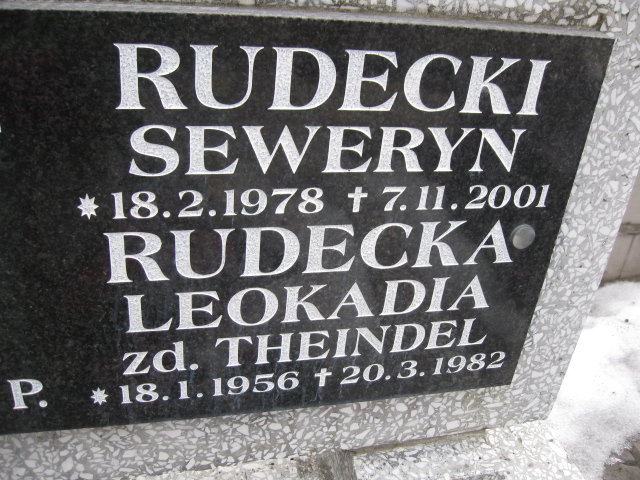 RUDECKI
SEWERYN
* 18.2.1978 ✝ 7.11.2001
RUDECKA
LEOKADIA
zd. THEINDEL
* 18.1.1956 ✝ 20.3.1982
P.